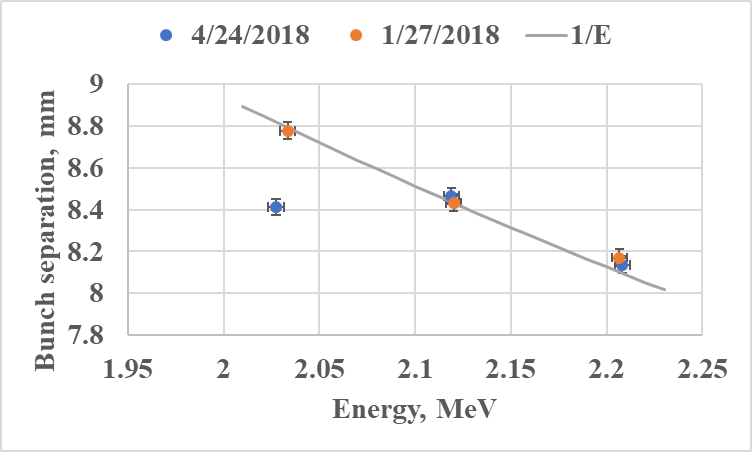 4/24/2018 1/27/2018 1/E
9
8.8
8.6
8.4
8.2
8
7.8
Bunch separation, mm
1.95 2 2.05 2.1 2.15 2.2 2.25
Energy, MeV